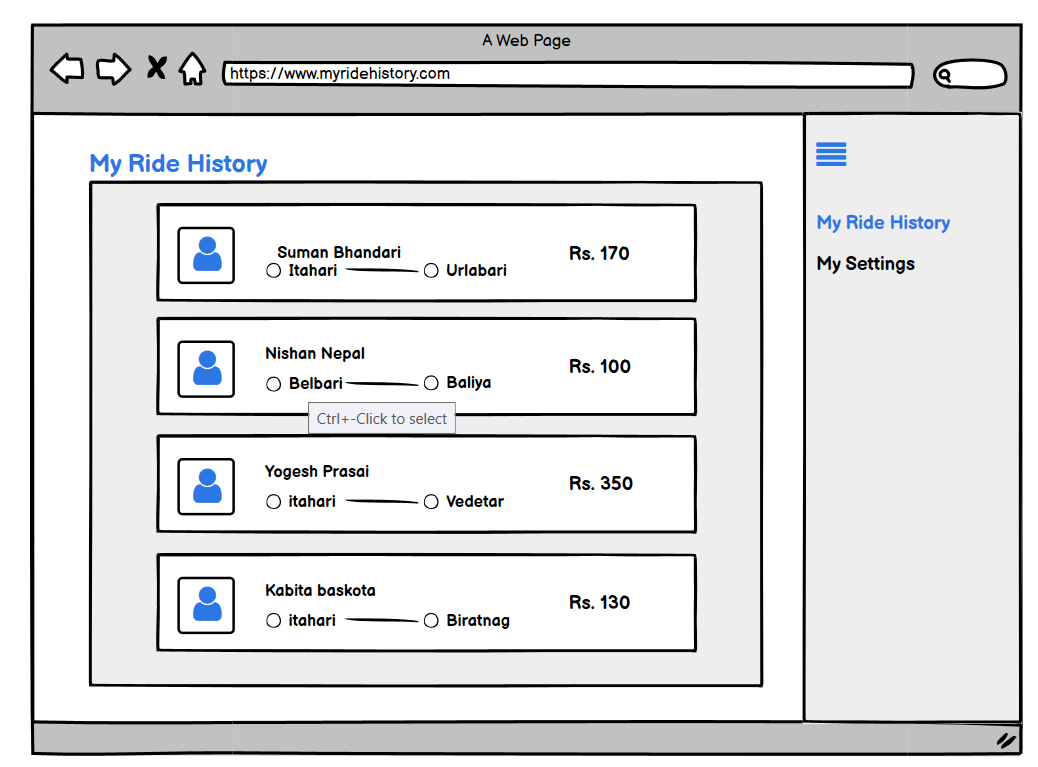 A Web Page
https://www.myridehistory.com
My Ride History
Suman Bhandari
Itahari
Urlabari
Rs. 170
Nishan Nepal
Belbari
Baliya
Rs. 100
Ctrl+-Click to select
Yogesh Prasai
itahari
Vedetar
Rs. 350
Kabita baskota
itahari
Biratnag
Rs. 130
My Ride History
My Settings